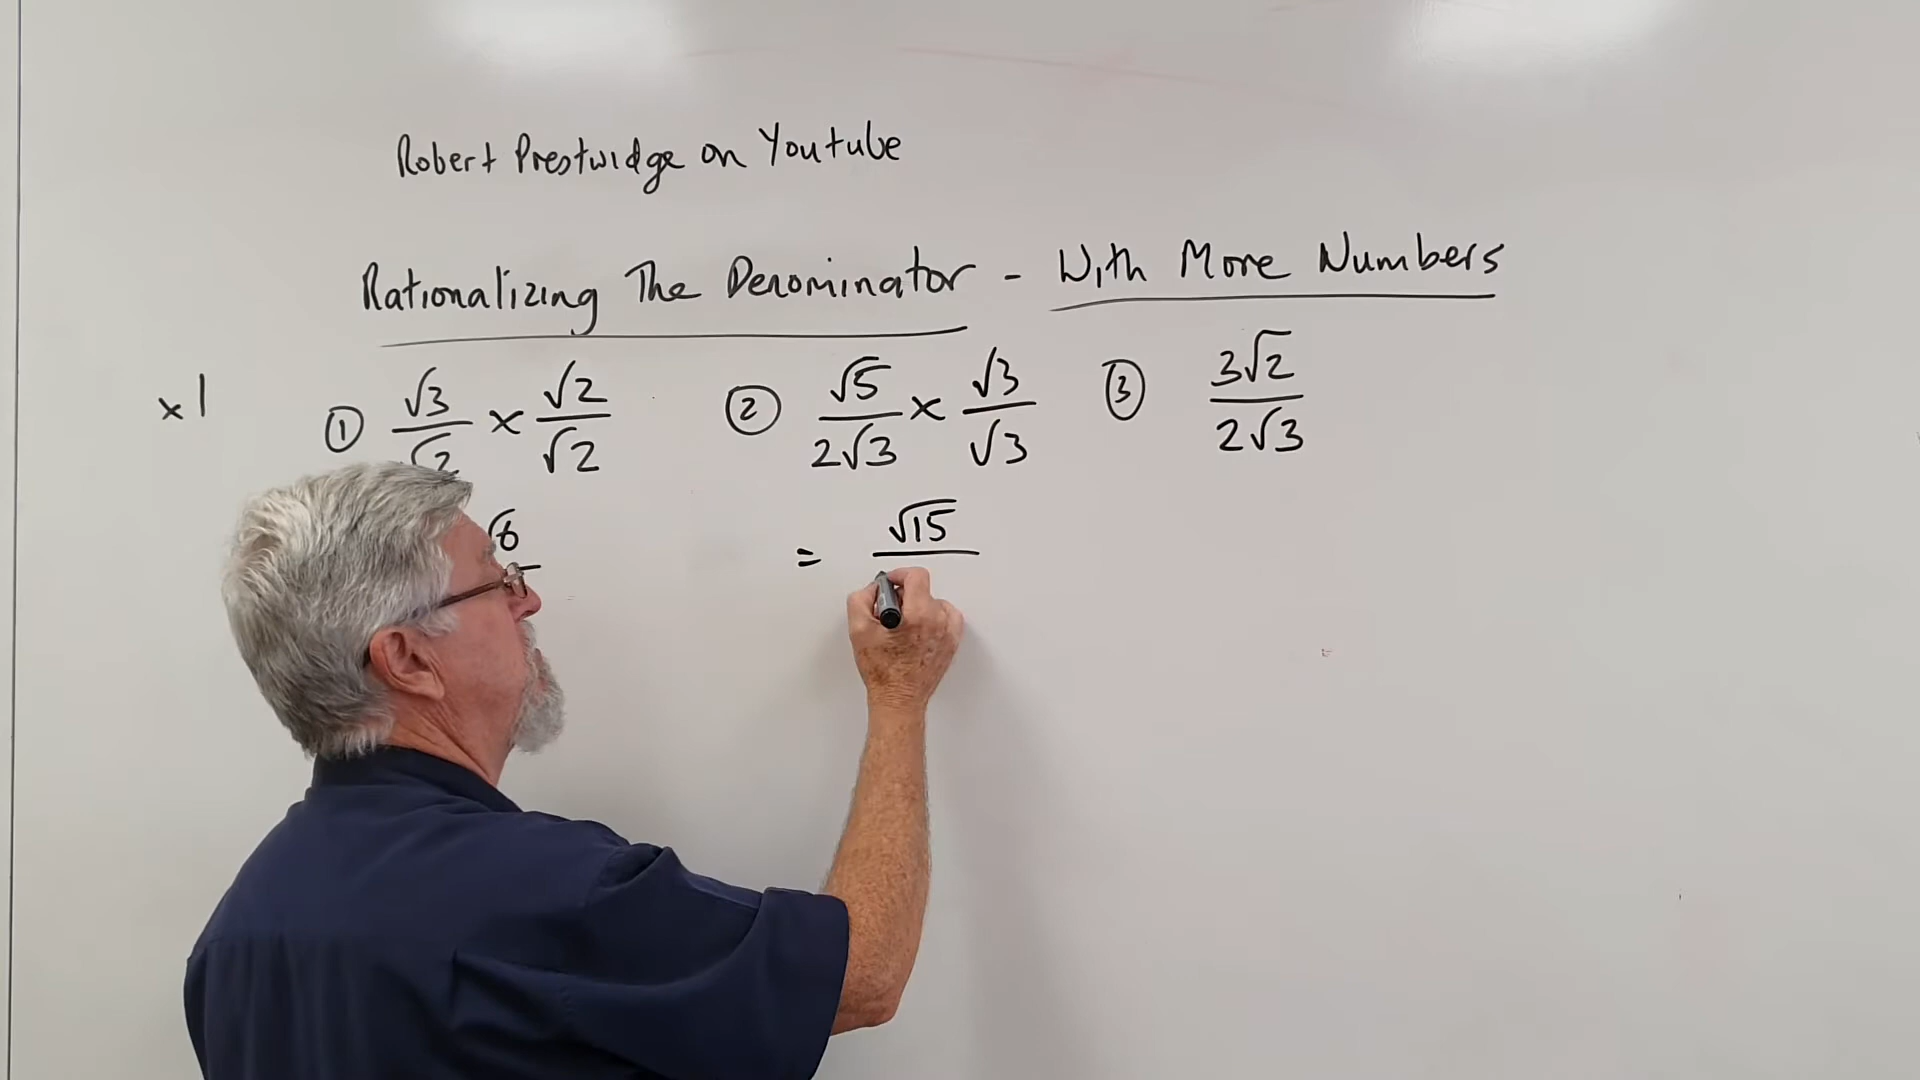 Robert Prestwidge on Youtube
Rationalizing The Denominator - With More Numbers
x 1
① √3/√2 x √2/√2
② √5/2√3 x √3/√3
③ 3√2/2√3
√6
= √15